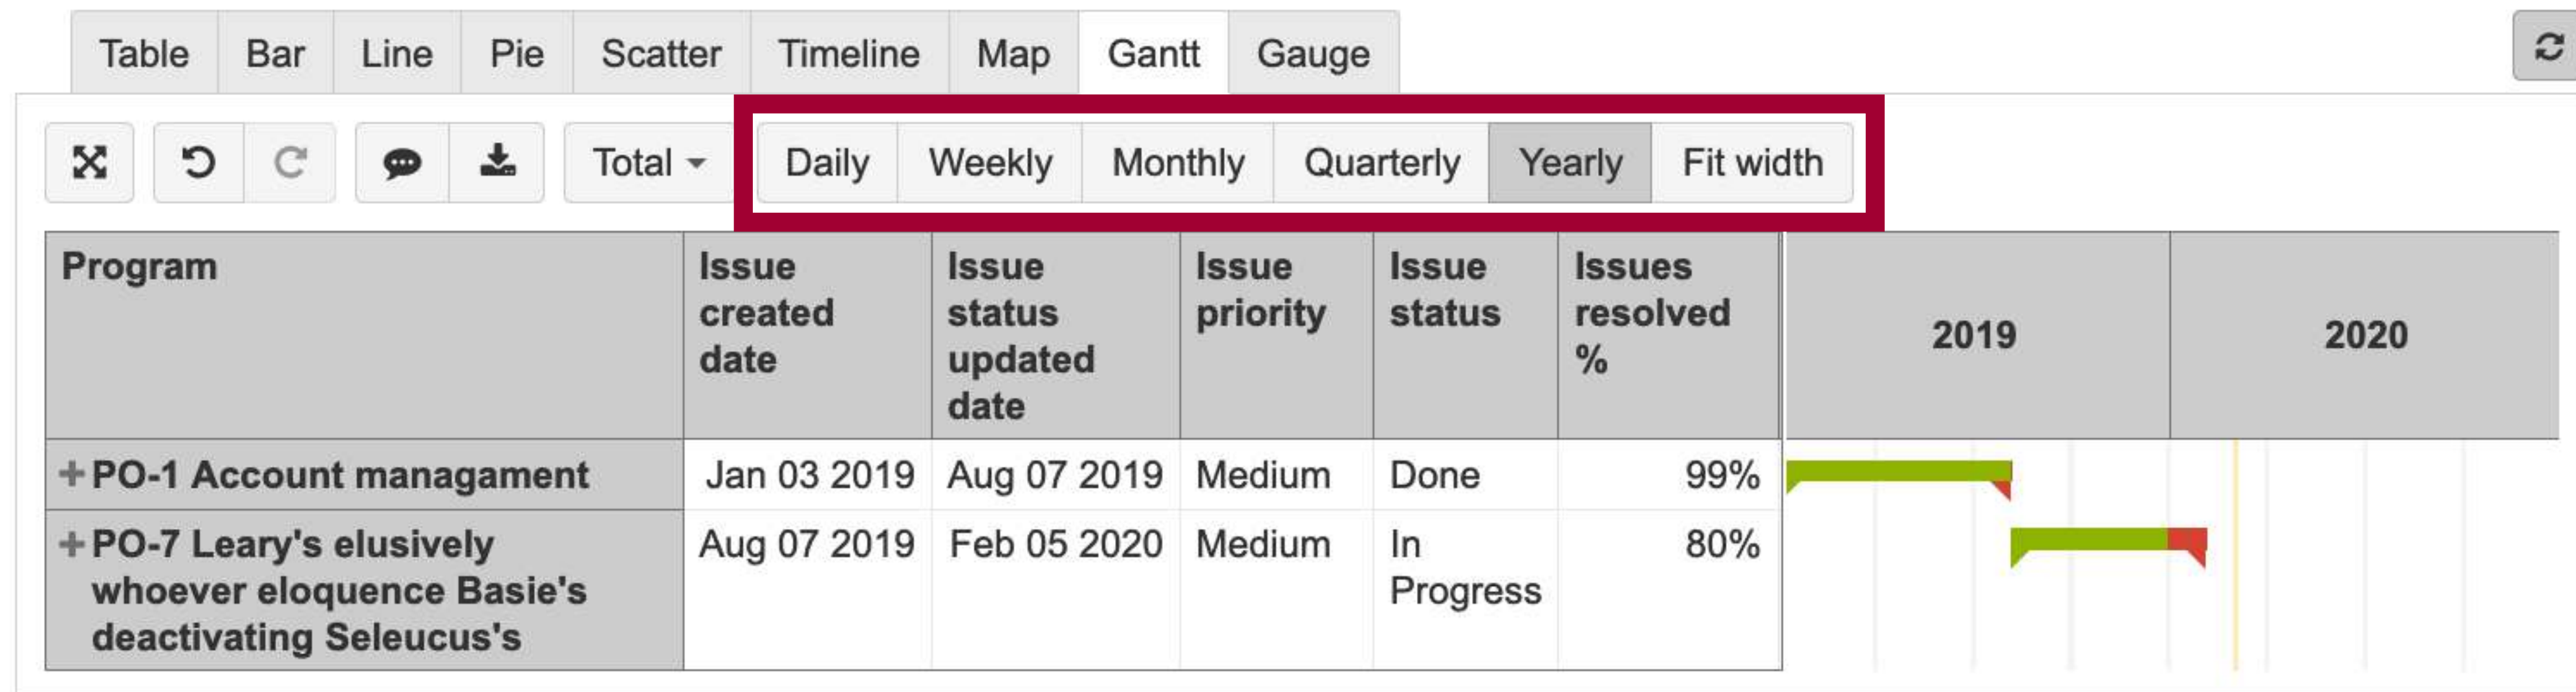 Table Bar Line Pie Scatter Timeline Map Gantt Gauge
Total Daily Weekly Monthly Quarterly Yearly Fit width
Program
Issue
created
date
Issue
status
updated
date
Issue
priority
Issue
status
Issues
resolved
%
2019
2020
PO-1 Account managament Jan 03 2019 Aug 07 2019 Medium Done 99%
PO-7 Leary's elusively
whoever eloquence Basie's
deactivating Seleucus's
Aug 07 2019 Feb 05 2020 Medium
In
Progress
80%